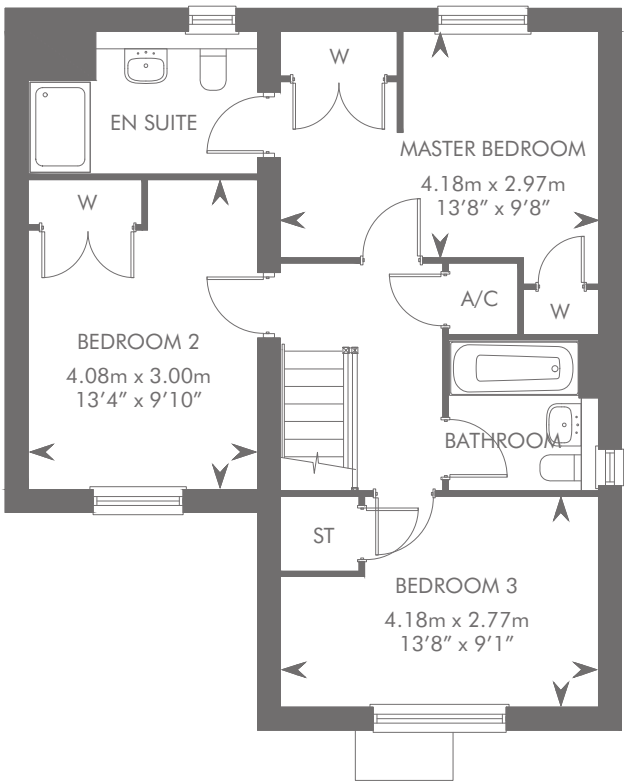 W
EN SUITE
MASTER BEDROOM
4.18m x 2.97m
13’8” x 9’8”
W
A/C
W
BEDROOM 2
4.08m x 3.00m
13’4” x 9’10”
BATHROOM
ST
BEDROOM 3
4.18m x 2.77m
13’8” x 9’1”